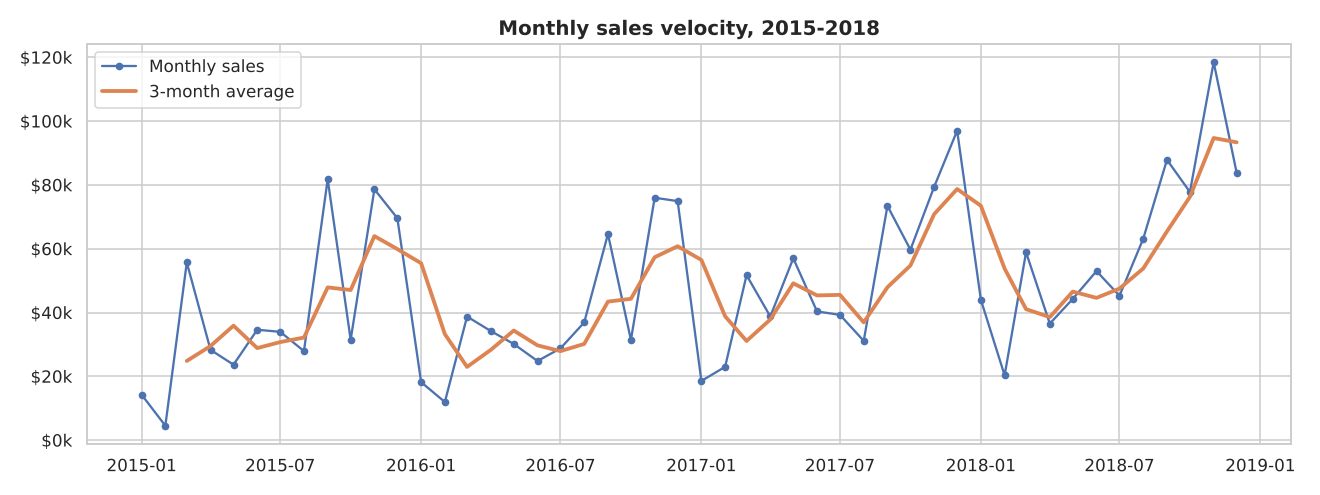 Monthly sales velocity, 2015-2018
$120k
$100k
$80k
$60k
$40k
$20k
$0k
Monthly sales
3-month average
2015-01
2015-07
2016-01
2016-07
2017-01
2017-07
2018-01
2018-07
2019-01